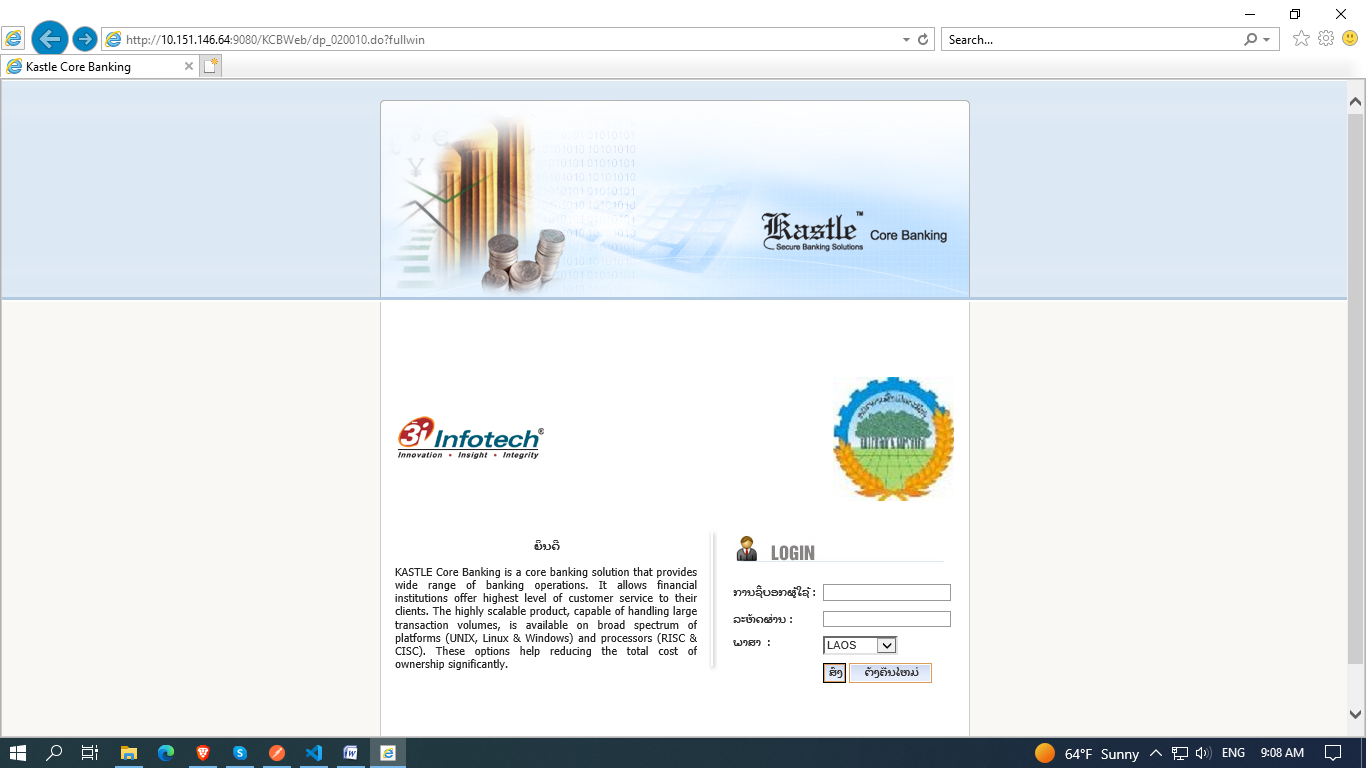 http://10.151.146.64:9080/KCBWeb/dp_020010.do?fullwin
Search...
Kastle Core Banking
Kastle™ Core Banking
Secure Banking Solutions
3i Infotech®
Innovation • Insight • Integrity
ຍິນດີ
KASTLE Core Banking is a core banking solution that provides
wide range of banking operations. It allows financial
institutions offer highest level of customer service to their
clients. The highly scalable product, capable of handling large
transaction volumes, is available on broad spectrum of
platforms (UNIX, Linux & Windows) and processors (RISC &
CISC). These options help reducing the total cost of
ownership significantly.
LOGIN
ການຊີ້ບອກຜູ້ໃຊ້ :
ລະຫັດຜ່ານ :
ພາສາ :
LAOS
ສົ່ງ
ຕັ້ງຄືນໃຫມ່
64°F Sunny
ENG
9:08 AM